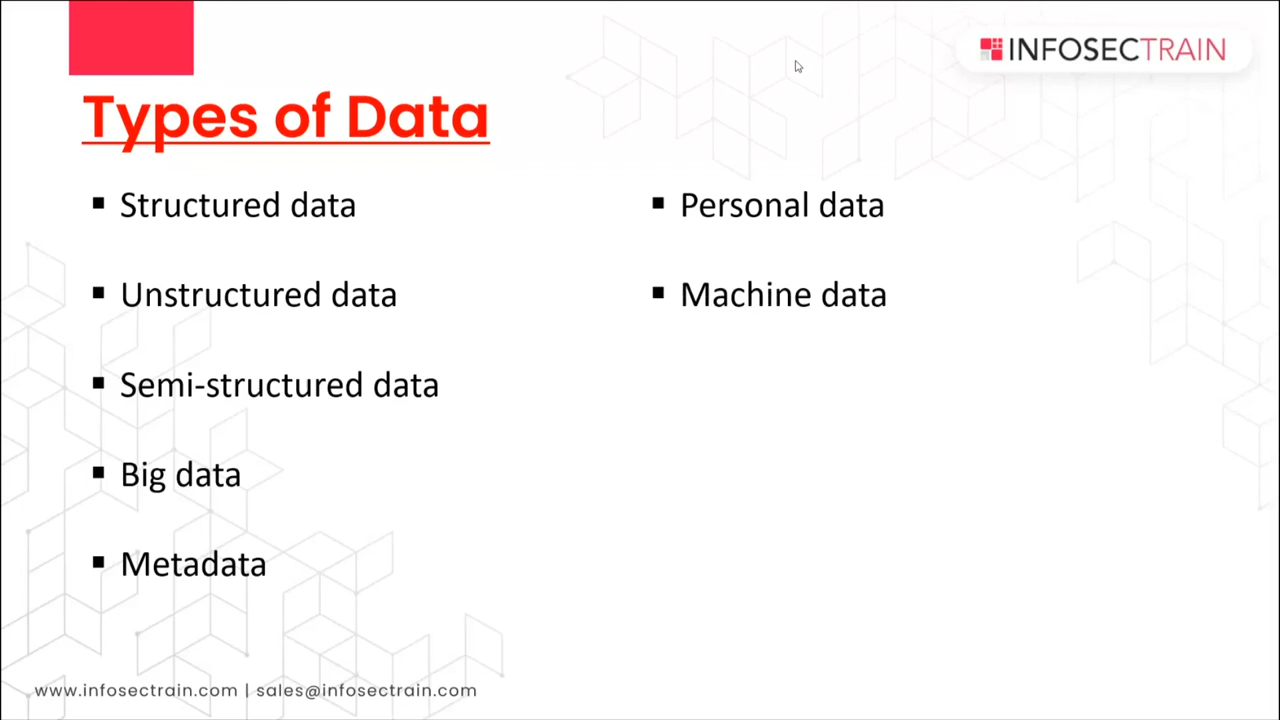 INFOSECTRAIN
Types of Data
Structured data
Unstructured data
Semi-structured data
Big data
Metadata
Personal data
Machine data
www.infosectrain.com | sales@infosectrain.com